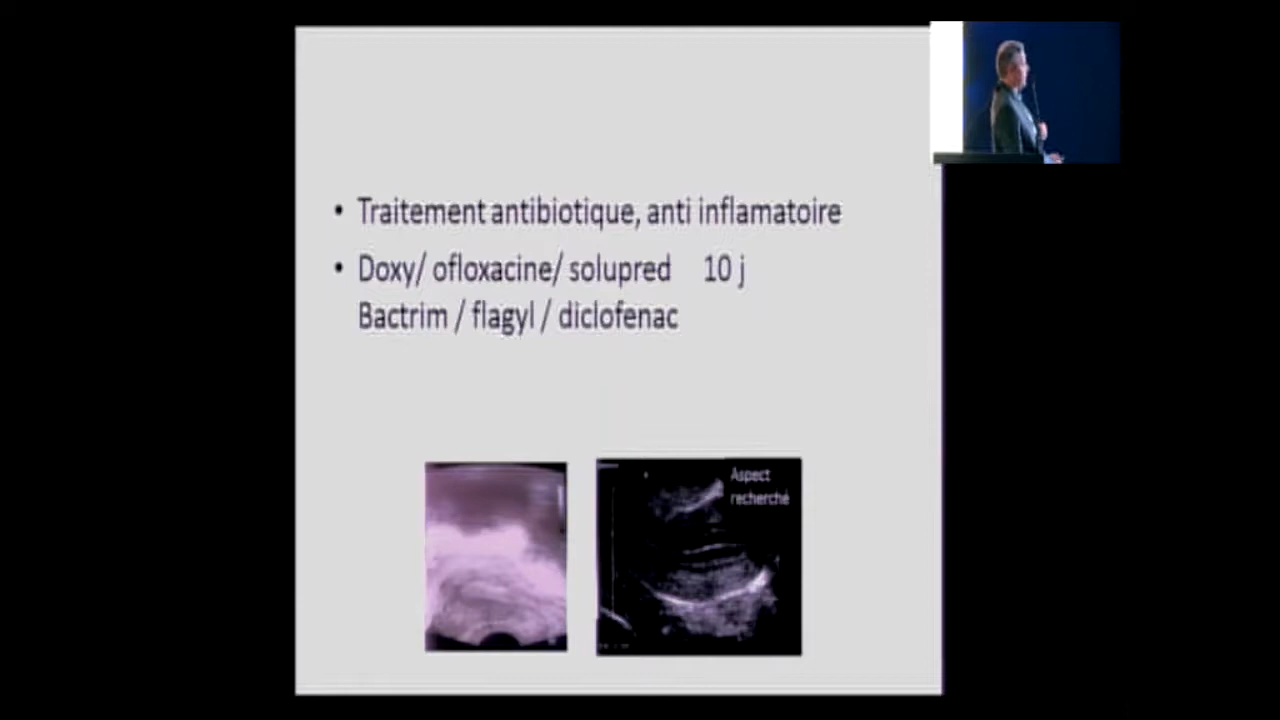 • Traitement antibiotique, anti inflamatoire
• Doxy/ ofloxacine/ solupred 10 j
Bactrim / flagyl / diclofenac
Aspect
recherché